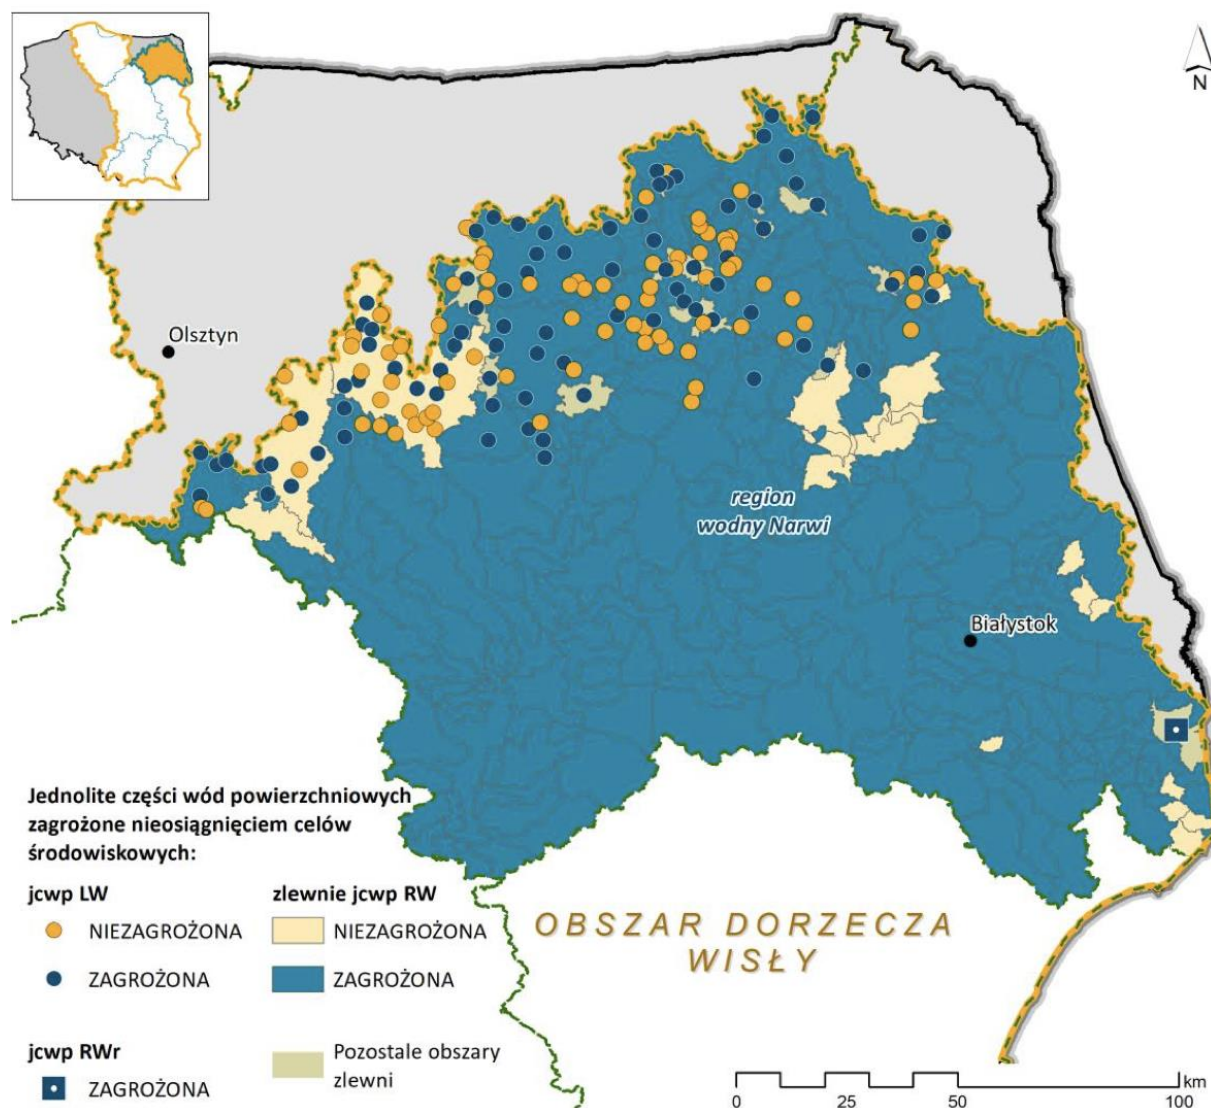 N
Olsztyn
region
wodny Narwi
Białystok
Jednolite części wód powierzchniowych
zagrożone nieosiągnięciem celów
środowiskowych:
jcwp LW
NIEZAGROŻONA
ZAGROŻONA
jcwp RWr
ZAGROŻONA
zlewnie jcwp RW
NIEZAGROŻONA
ZAGROŻONA
Pozostałe obszary
zlewni
OBSZAR DORZECZA
WISŁY
km
0 25 50 100